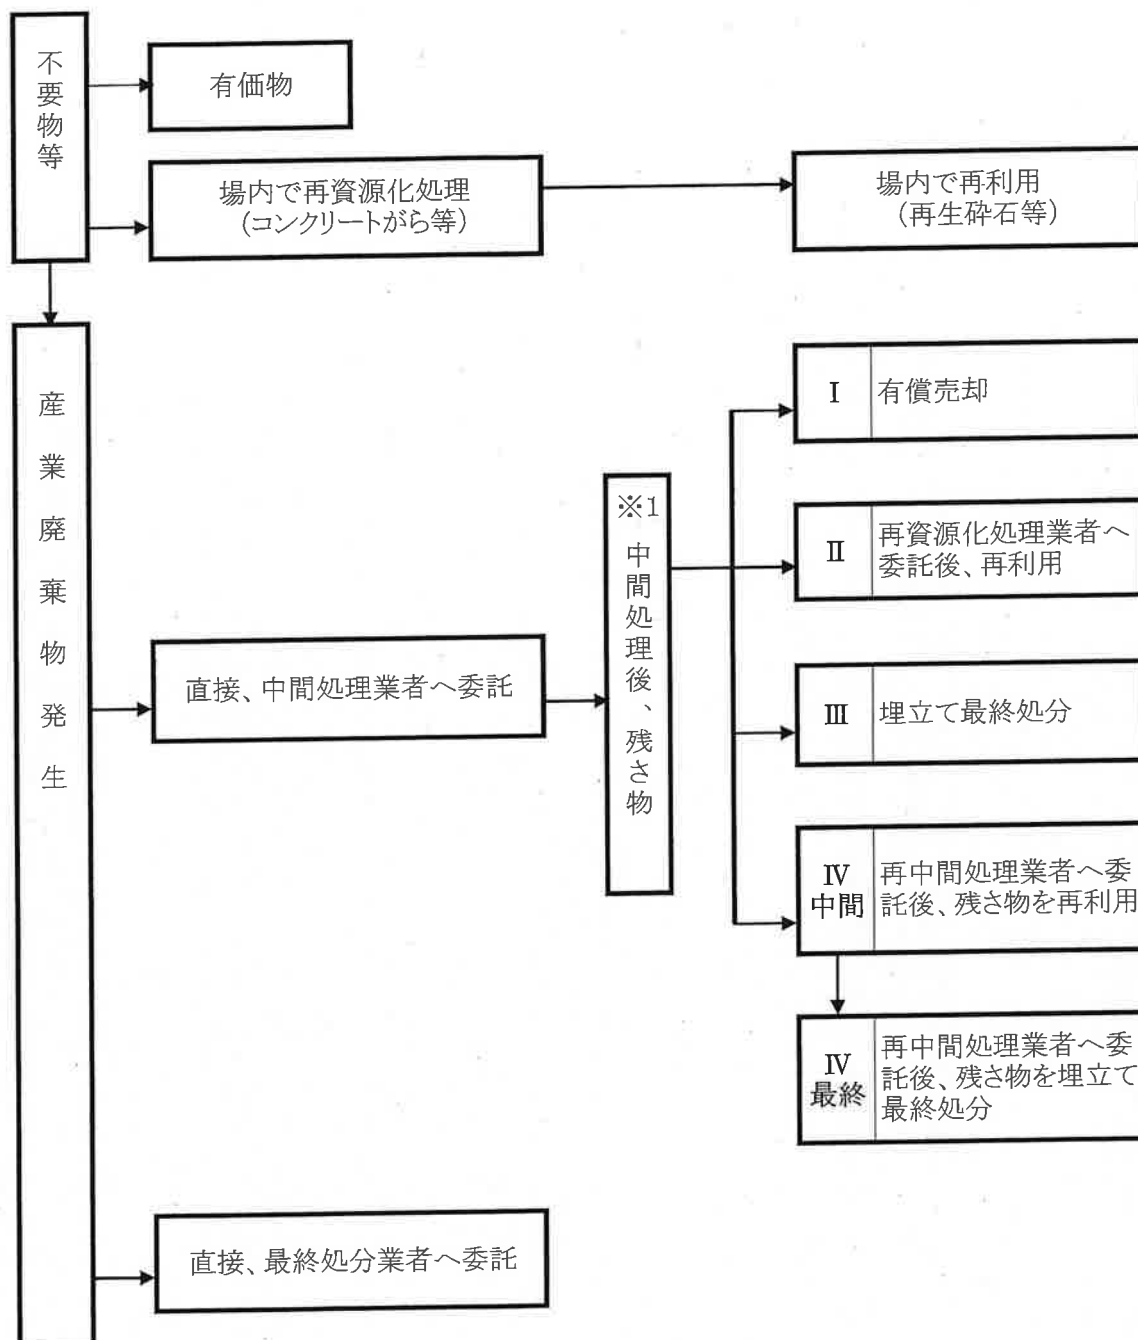 不要物等
有価物
場内で再資源化処理
(コンクリートがら等)
場内で再利用
(再生砕石等)
産業廃棄物発生
直接、中間処理業者へ委託
※1
中間処理後、残さ物
Ⅰ
有償売却
Ⅱ
再資源化処理業者へ
委託後、再利用
Ⅲ
埋立て最終処分
Ⅳ
中間
再中間処理業者へ委
託後、残さ物を再利用
Ⅳ
最終
再中間処理業者へ委
託後、残さ物を埋立て
最終処分
直接、最終処分業者へ委託